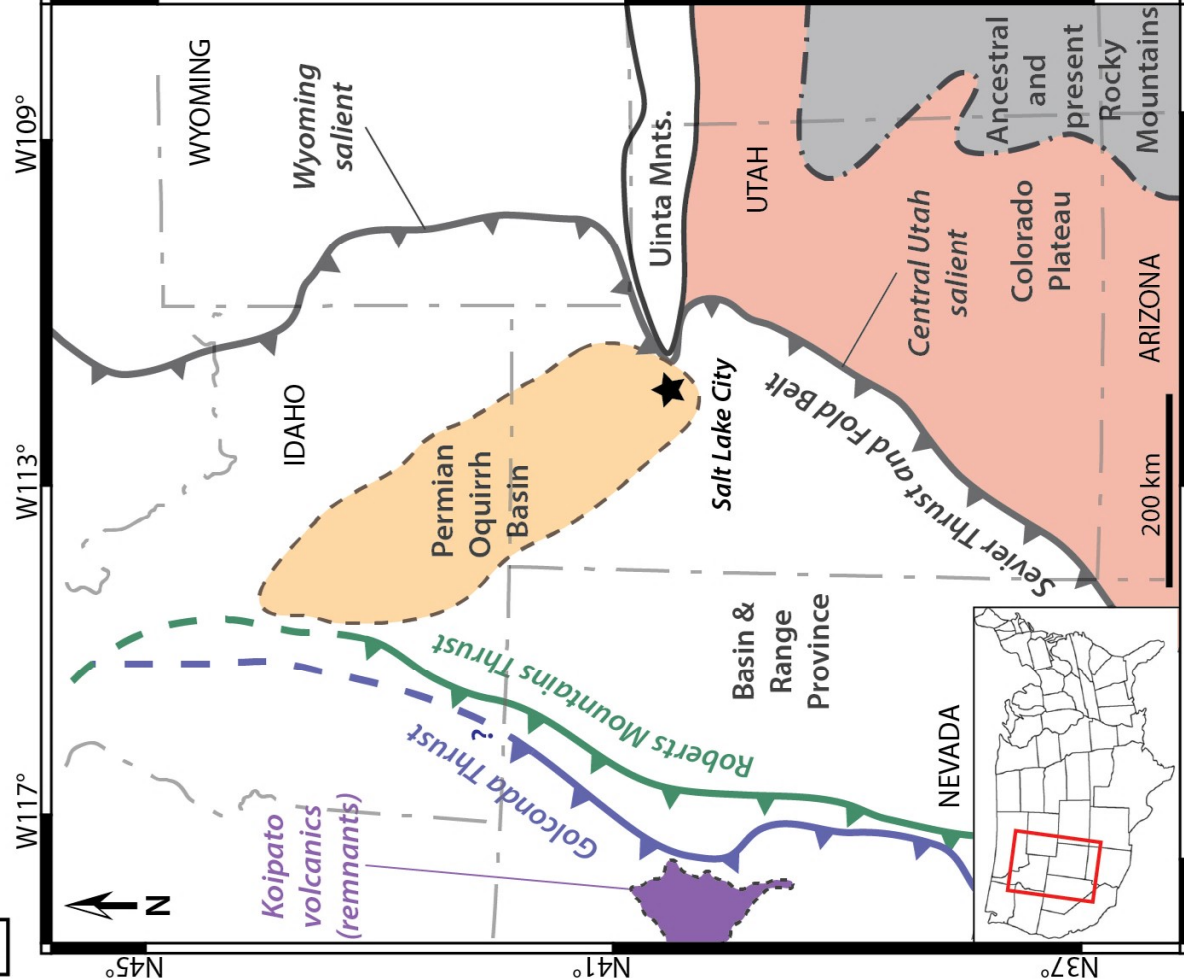 W117°
W113°
W109°
N45°
N41°
N37°
N
WYOMING
Wyoming
salient
IDAHO
Koipato
volcanics
(remnants)
Golconda Thrust
?
Roberts Mountains Thrust
Permian
Oquirrh
Basin
Uinta Mnts.
Salt Lake City
UTAH
Central Utah
salient
Sevier Thrust and Fold Belt
Basin &
Range
Province
NEVADA
Colorado
Plateau
Ancestral
and
present
Rocky
Mountains
ARIZONA
200 km